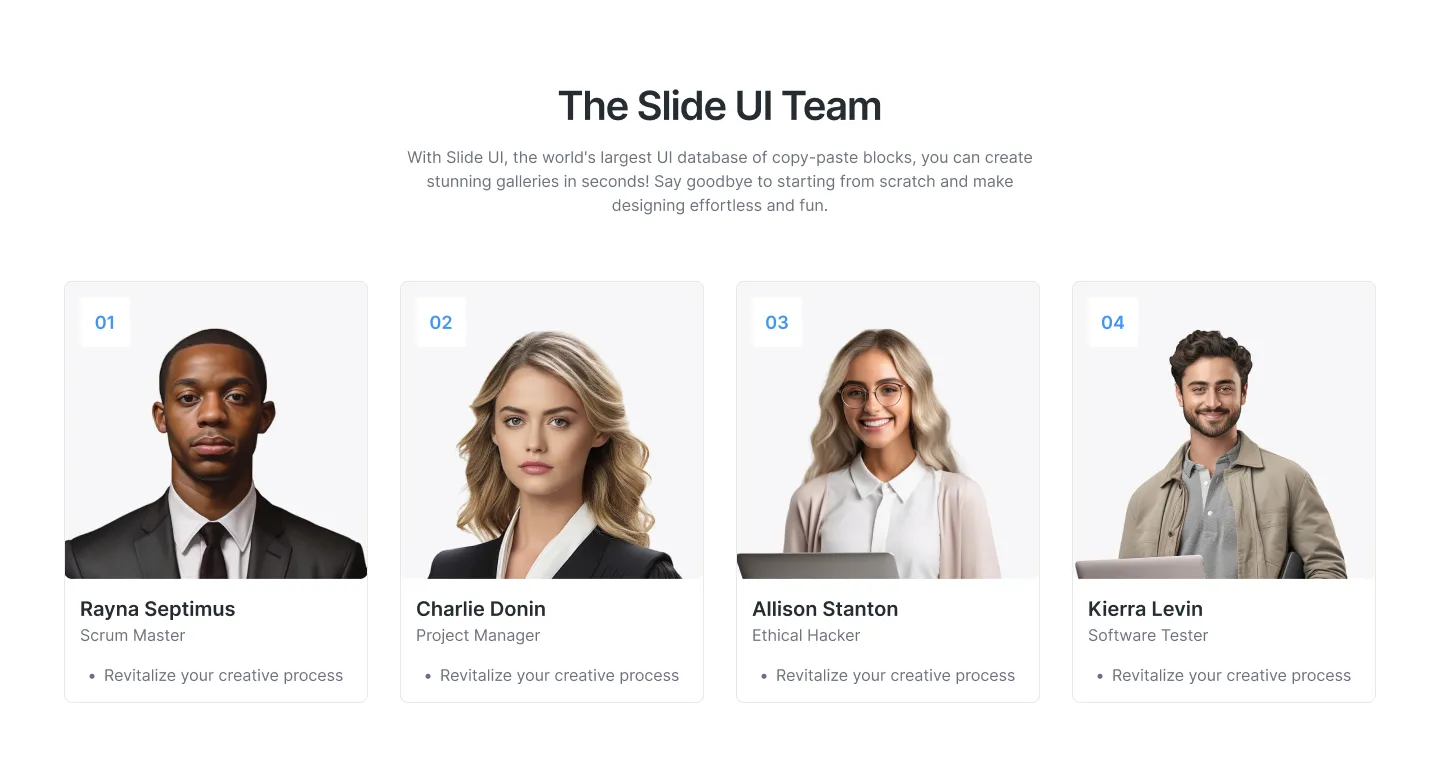 The Slide UI Team
With Slide UI, the world's largest UI database of copy-paste blocks, you can create
stunning galleries in seconds! Say goodbye to starting from scratch and make
designing effortless and fun.
01
Rayna Septimus
Scrum Master
• Revitalize your creative process
02
Charlie Donin
Project Manager
• Revitalize your creative process
03
Allison Stanton
Ethical Hacker
• Revitalize your creative process
04
Kierra Levin
Software Tester
• Revitalize your creative process